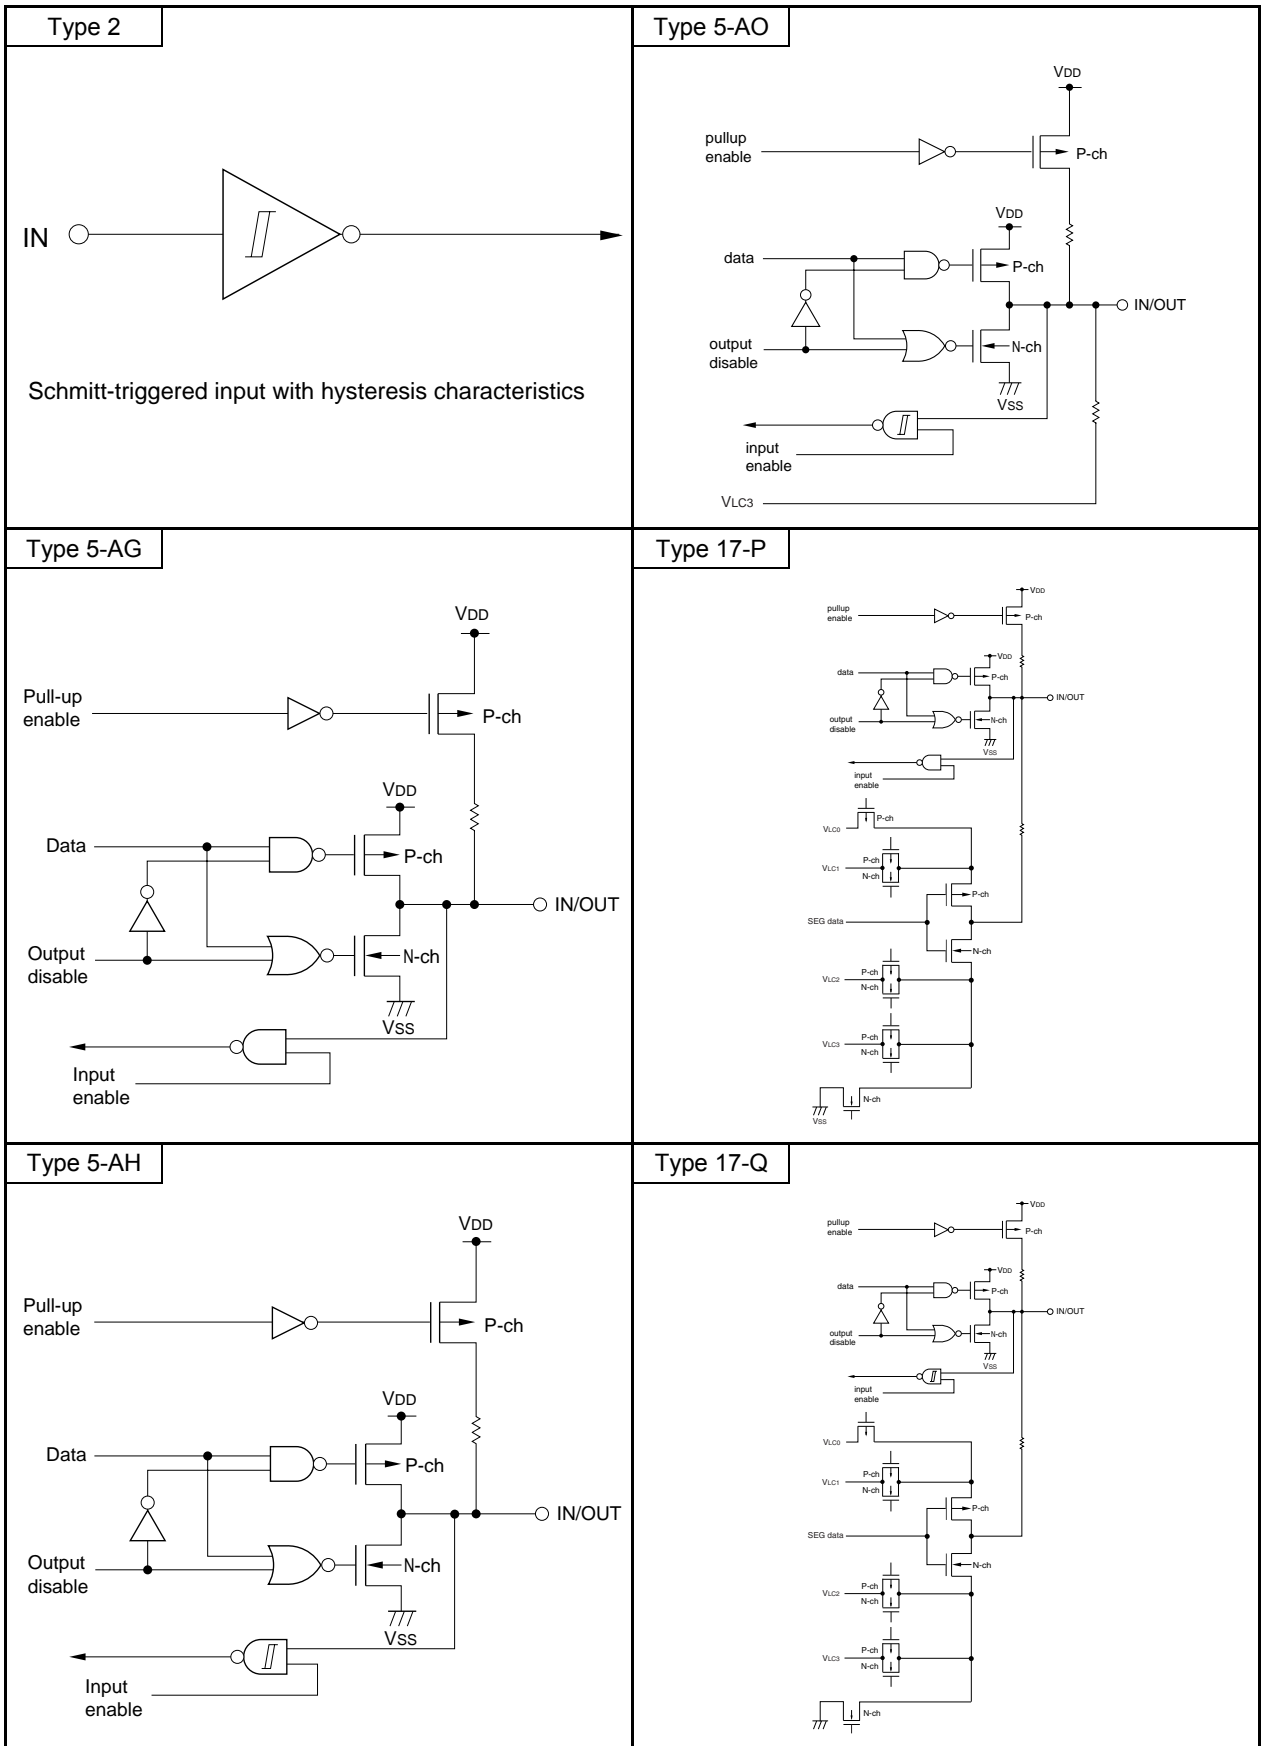 Type 2
IN
Schmitt-triggered input with hysteresis characteristics
Type 5-AO
VDD
pullup
enable
P-ch
VDD
data
P-ch
IN/OUT
output
disable
N-ch
VSS
input
enable
VLC3
Type 5-AG
VDD
Pull-up
enable
P-ch
VDD
Data
P-ch
IN/OUT
Output
disable
N-ch
VSS
Input
enable
Type 17-P
VDD
pullup
enable
P-ch
VDD
data
P-ch
IN/OUT
output
disable
N-ch
VSS
input
enable
P-ch
VLC0
P-ch
VLC1
N-ch
P-ch
SEG data
N-ch
P-ch
VLC2
N-ch
P-ch
VLC3
N-ch
N-ch
VSS
Type 5-AH
VDD
Pull-up
enable
P-ch
VDD
Data
P-ch
IN/OUT
Output
disable
N-ch
VSS
Input
enable
Type 17-Q
VDD
pullup
enable
P-ch
VDD
data
P-ch
IN/OUT
output
disable
N-ch
VSS
input
enable
VLC0
P-ch
VLC1
N-ch
P-ch
SEG data
N-ch
P-ch
VLC2
N-ch
P-ch
VLC3
N-ch
N-ch